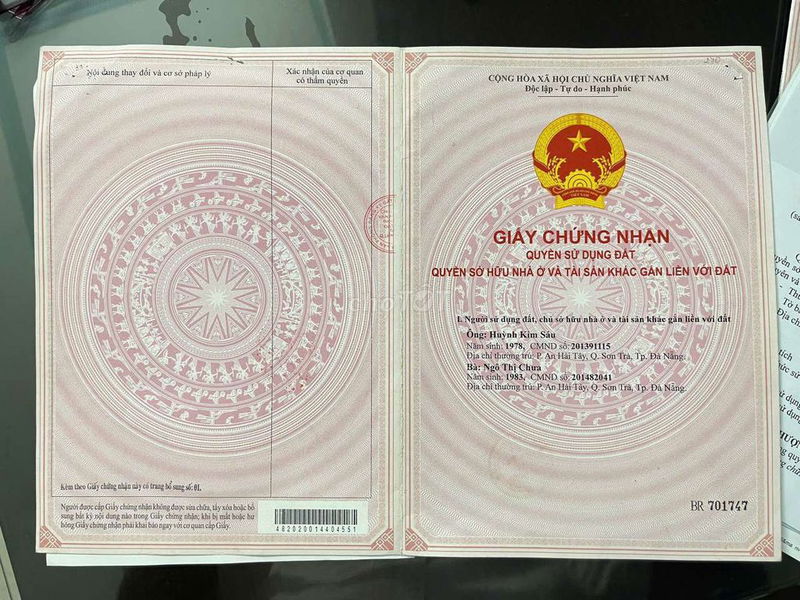 Nội dung thay đổi và cơ sở pháp lý
Xác nhận của cơ quan
có thẩm quyền
Kèm theo Giấy chứng nhận này có trang bổ sung số: 01.
Người được cấp Giấy chứng nhận không được sửa chữa, tẩy xóa hoặc bổ
sung bất kỳ nội dung nào trong Giấy chứng nhận; khi bị mất hoặc hư
hỏng Giấy chứng nhận phải khai báo ngay với cơ quan cấp Giấy.
482020014404551
CỘNG HÒA XÃ HỘI CHỦ NGHĨA VIỆT NAM
Độc lập - Tự do - Hạnh phúc
GIẤY CHỨNG NHẬN
QUYỀN SỬ DỤNG ĐẤT
QUYỀN SỞ HỮU NHÀ Ở VÀ TÀI SẢN KHÁC GẮN LIỀN VỚI ĐẤT
I. Người sử dụng đất, chủ sở hữu nhà ở và tài sản khác gắn liền với đất
Ông: Huỳnh Kim Sáu
Năm sinh: 1978, CMND số: 201391115
Địa chỉ thường trú: P. An Hải Tây, Q. Sơn Trà, Tp. Đà Nẵng.
Bà: Ngô Thị Chưa
Năm sinh: 1983, CMND số: 201482041
Địa chỉ thường trú: P. An Hải Tây, Q. Sơn Trà, Tp. Đà Nẵng.
BR 701747